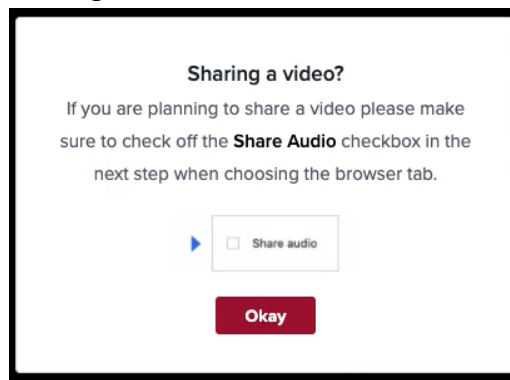 Sharing a video?
If you are planning to share a video please make
sure to check off the Share Audio checkbox in the
next step when choosing the browser tab.
Share audio
Okay